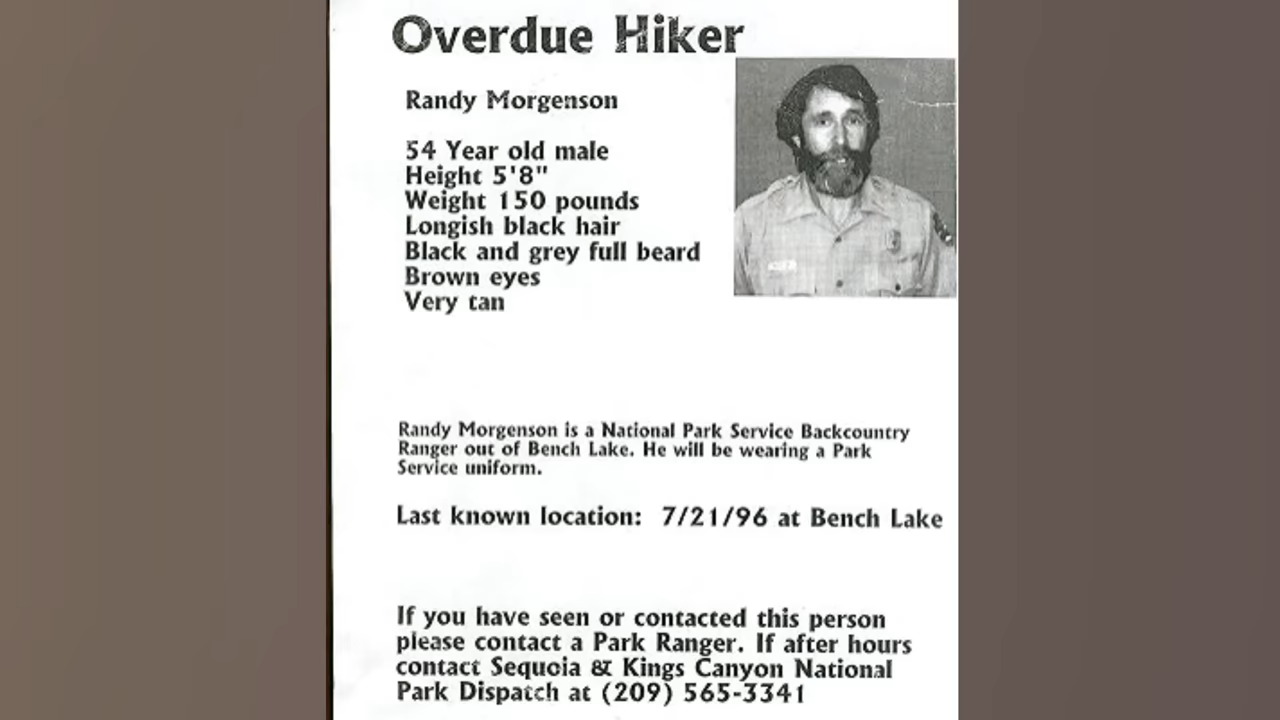 Overdue Hiker
Randy Morgenson
54 Year old male
Height 5'8"
Weight 150 pounds
Longish black hair
Black and grey full beard
Brown eyes
Very tan
Randy Morgenson is a National Park Service Backcountry
Ranger out of Bench Lake. He will be wearing a Park
Service uniform.
Last known location: 7/21/96 at Bench Lake
If you have seen or contacted this person
please contact a Park Ranger. If after hours
contact Sequoia & Kings Canyon National
Park Dispatch at (209) 565-3341